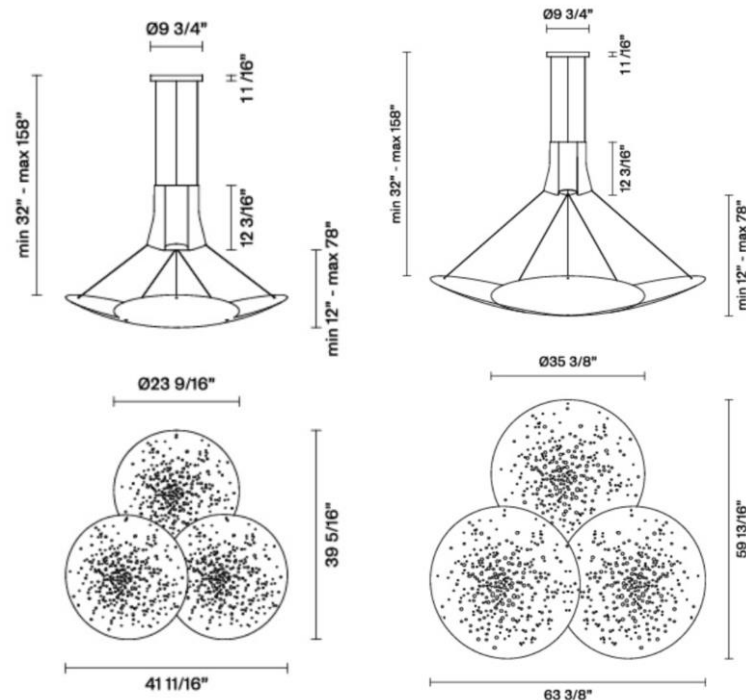 Ø9 3/4"
11/16"
min 32" - max 158"
12 3/16"
min 12" - max 78"
Ø23 9/16"
39 5/16"
41 11/16"
Ø9 3/4"
11/16"
min 32" - max 158"
12 3/16"
min 12" - max 78"
Ø35 3/8"
59 13/16"
63 3/8"